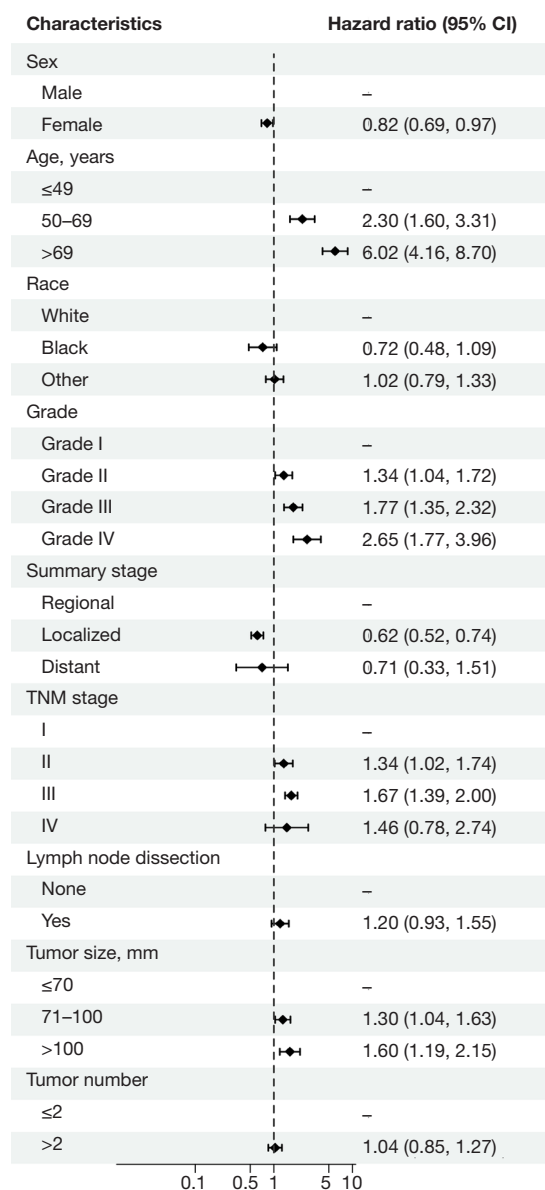 Characteristics Hazard ratio (95% CI)
Sex
Male –
Female 0.82 (0.69, 0.97)
Age, years
≤49 –
50–69 2.30 (1.60, 3.31)
>69 6.02 (4.16, 8.70)
Race
White –
Black 0.72 (0.48, 1.09)
Other 1.02 (0.79, 1.33)
Grade
Grade I –
Grade II 1.34 (1.04, 1.72)
Grade III 1.77 (1.35, 2.32)
Grade IV 2.65 (1.77, 3.96)
Summary stage
Regional –
Localized 0.62 (0.52, 0.74)
Distant 0.71 (0.33, 1.51)
TNM stage
I –
II 1.34 (1.02, 1.74)
III 1.67 (1.39, 2.00)
IV 1.46 (0.78, 2.74)
Lymph node dissection
None –
Yes 1.20 (0.93, 1.55)
Tumor size, mm
≤70 –
71–100 1.30 (1.04, 1.63)
>100 1.60 (1.19, 2.15)
Tumor number
≤2 –
>2 1.04 (0.85, 1.27)
0.1 0.5 1 5 10